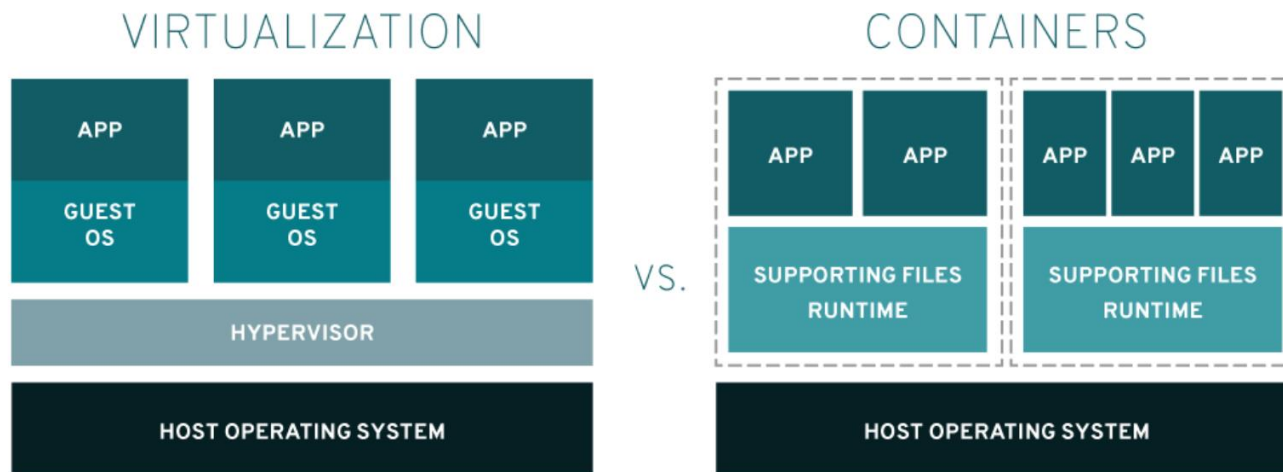 VIRTUALIZATION
APP
APP
APP
GUEST
OS
GUEST
OS
GUEST
OS
HYPERVISOR
HOST OPERATING SYSTEM
VS.
CONTAINERS
APP
APP
APP
APP
APP
SUPPORTING FILES
RUNTIME
SUPPORTING FILES
RUNTIME
HOST OPERATING SYSTEM